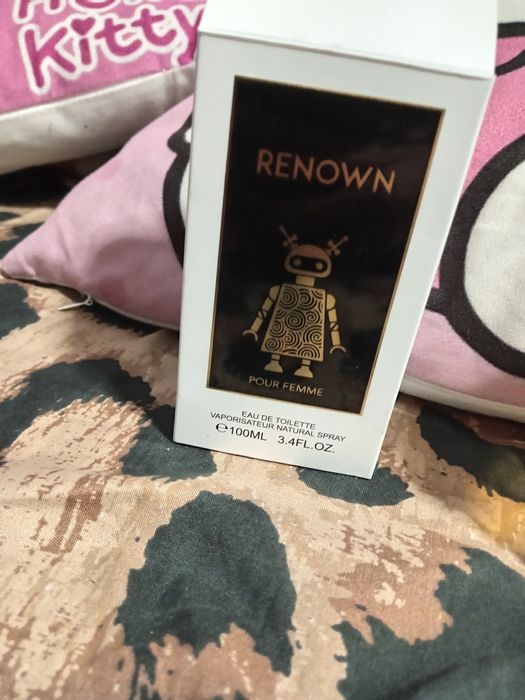 Kitty
RENOWN
POUR FEMME
EAU DE TOILETTE
VAPORISATEUR NATURAL SPRAY
℮100ML 3.4FL.OZ.